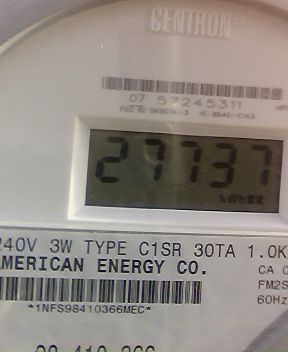 CENTRON
07 57245311
27737
kWh
240V 3W TYPE C1SR 30TA 1.0K
AMERICAN ENERGY CO.
CA
FM2S
60Hz
*1NFS98410366MEC*